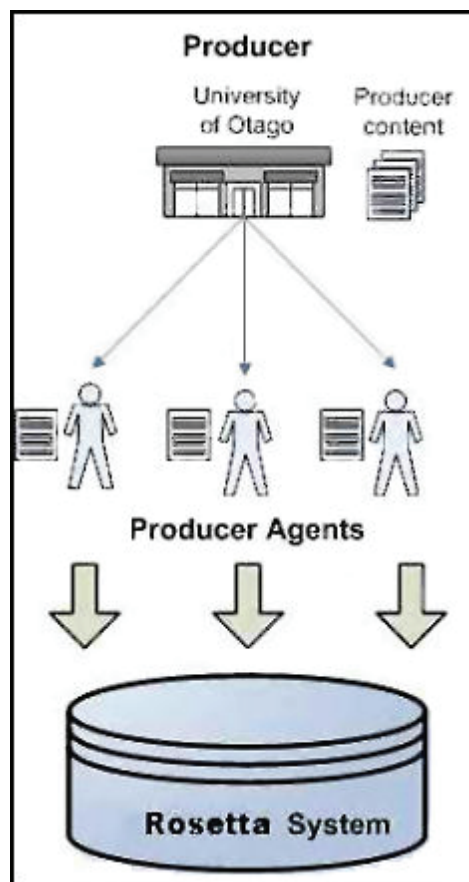 Producer
University
of Otago
Producer
content
Producer Agents
Rosetta System